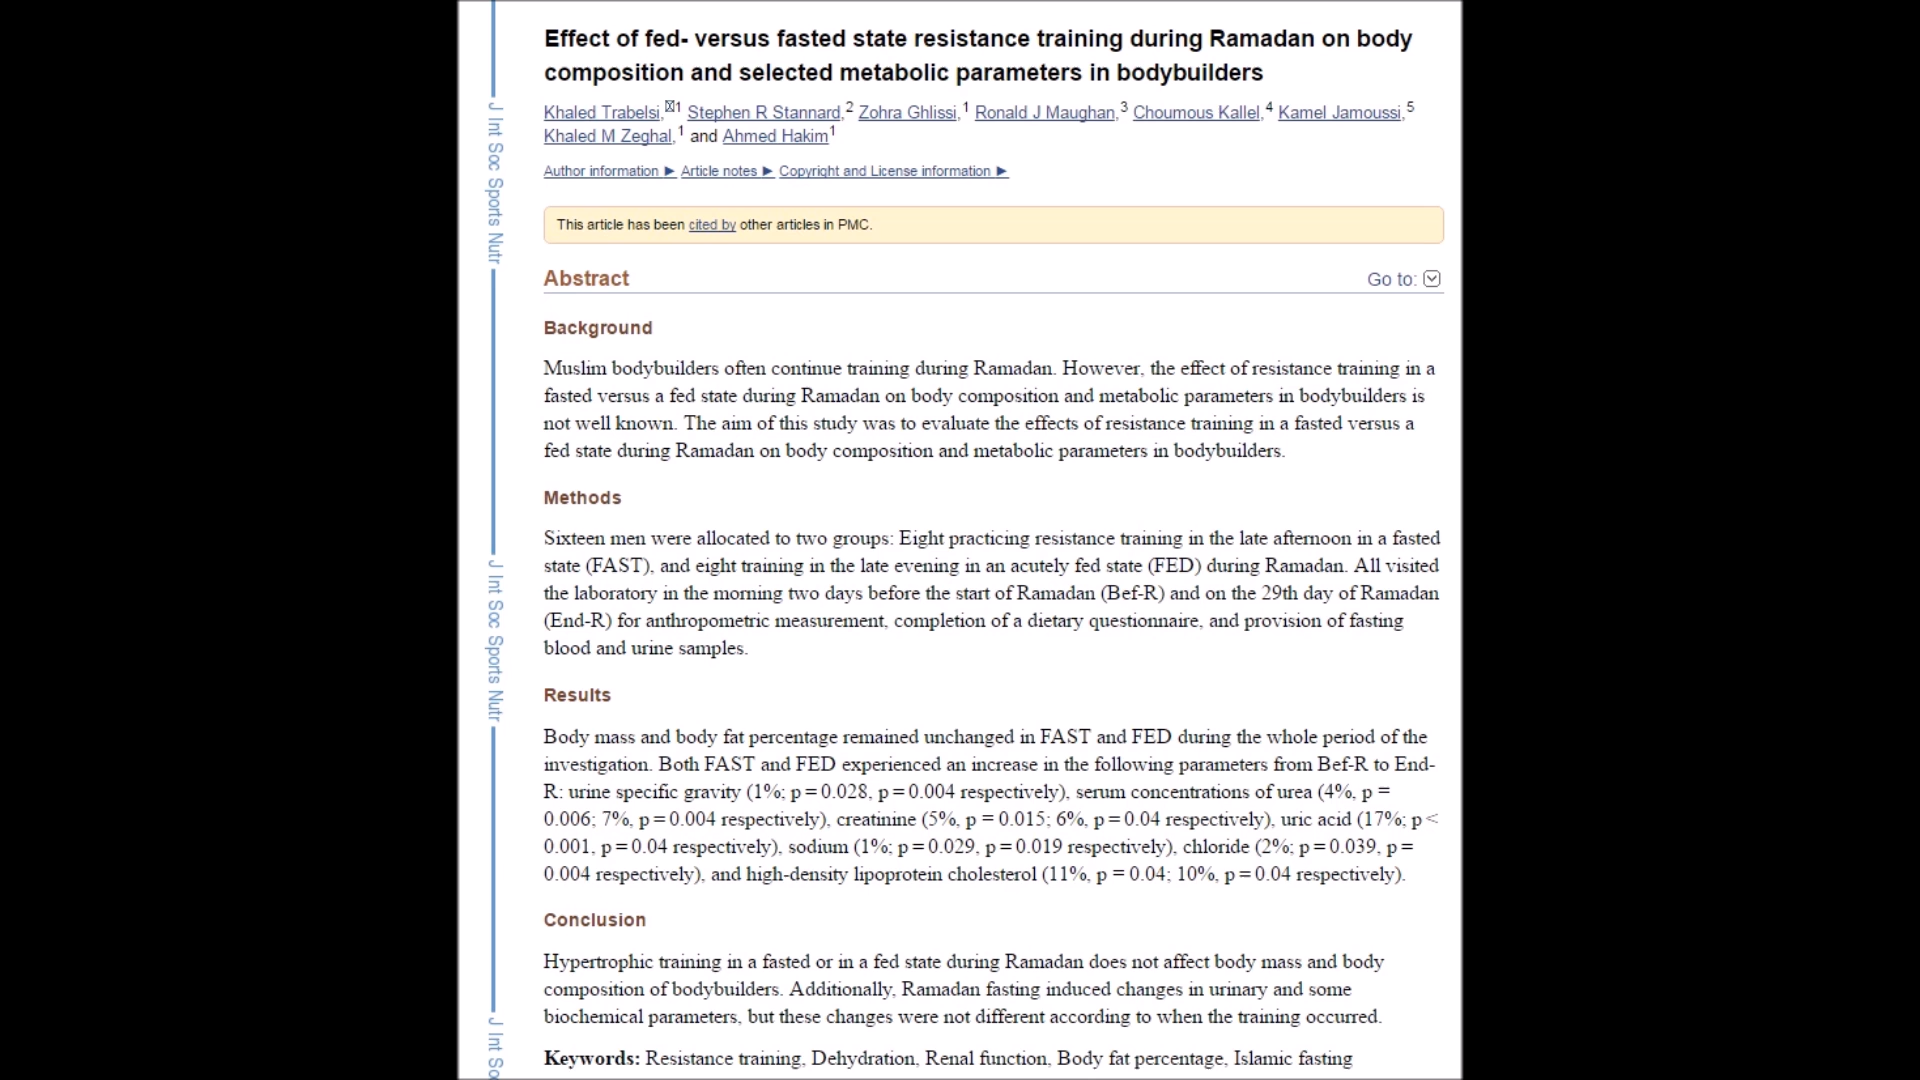 Effect of fed- versus fasted state resistance training during Ramadan on body
composition and selected metabolic parameters in bodybuilders
Khaled Trabelsi,1 Stephen R Stannard,2 Zohra Ghlissi,1 Ronald J Maughan,3 Choumous Kallel,4 Kamel Jamoussi,5
Khaled M Zeghal,1 and Ahmed Hakim1
Author information ► Article notes ► Copyright and License information ►
This article has been cited by other articles in PMC.
Abstract
Go to:
Background
Muslim bodybuilders often continue training during Ramadan. However, the effect of resistance training in a
fasted versus a fed state during Ramadan on body composition and metabolic parameters in bodybuilders is
not well known. The aim of this study was to evaluate the effects of resistance training in a fasted versus a
fed state during Ramadan on body composition and metabolic parameters in bodybuilders.
Methods
Sixteen men were allocated to two groups: Eight practicing resistance training in the late afternoon in a fasted
state (FAST), and eight training in the late evening in an acutely fed state (FED) during Ramadan. All visited
the laboratory in the morning two days before the start of Ramadan (Bef-R) and on the 29th day of Ramadan
(End-R) for anthropometric measurement, completion of a dietary questionnaire, and provision of fasting
blood and urine samples.
Results
Body mass and body fat percentage remained unchanged in FAST and FED during the whole period of the
investigation. Both FAST and FED experienced an increase in the following parameters from Bef-R to End-
R: urine specific gravity (1%; p = 0.028, p = 0.004 respectively), serum concentrations of urea (4%, p =
0.006; 7%, p = 0.004 respectively), creatinine (5%, p = 0.015; 6%, p = 0.04 respectively), uric acid (17%; p <
0.001, p = 0.04 respectively), sodium (1%; p = 0.029, p = 0.019 respectively), chloride (2%; p = 0.039, p =
0.004 respectively), and high-density lipoprotein cholesterol (11%, p = 0.04; 10%, p = 0.04 respectively).
Conclusion
Hypertrophic training in a fasted or in a fed state during Ramadan does not affect body mass and body
composition of bodybuilders. Additionally, Ramadan fasting induced changes in urinary and some
biochemical parameters, but these changes were not different according to when the training occurred.
Keywords: Resistance training, Dehydration, Renal function, Body fat percentage, Islamic fasting
J Int Soc Sports Nutr
J Int Soc Sports Nutr
J Int So